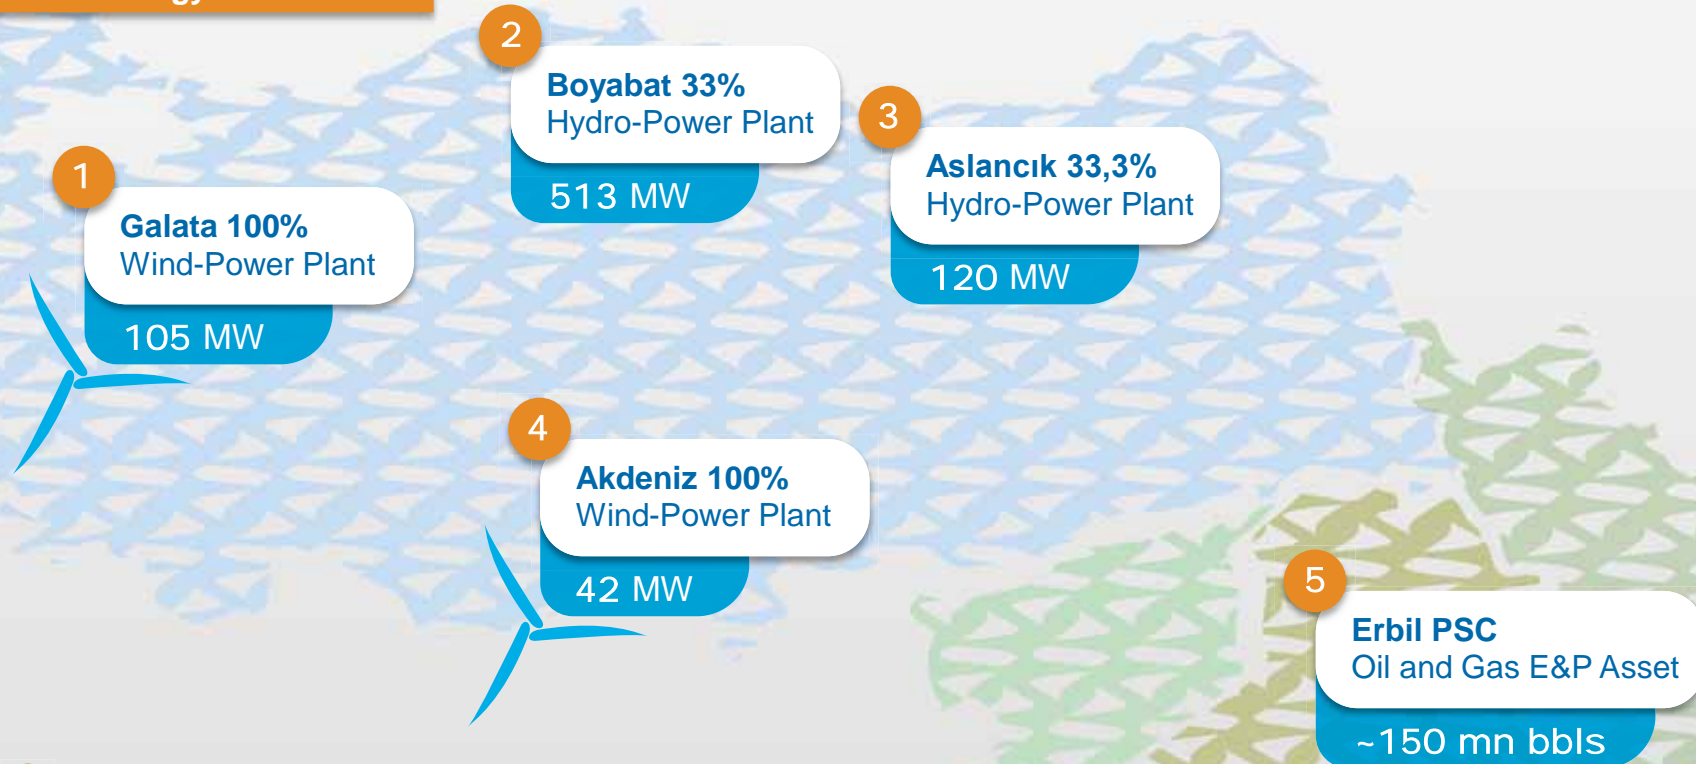 1
Galata 100%
Wind-Power Plant
105 MW
2
Boyabat 33%
Hydro-Power Plant
513 MW
3
Aslancık 33,3%
Hydro-Power Plant
120 MW
4
Akdeniz 100%
Wind-Power Plant
42 MW
5
Erbil PSC
Oil and Gas E&P Asset
~150 mn bbls